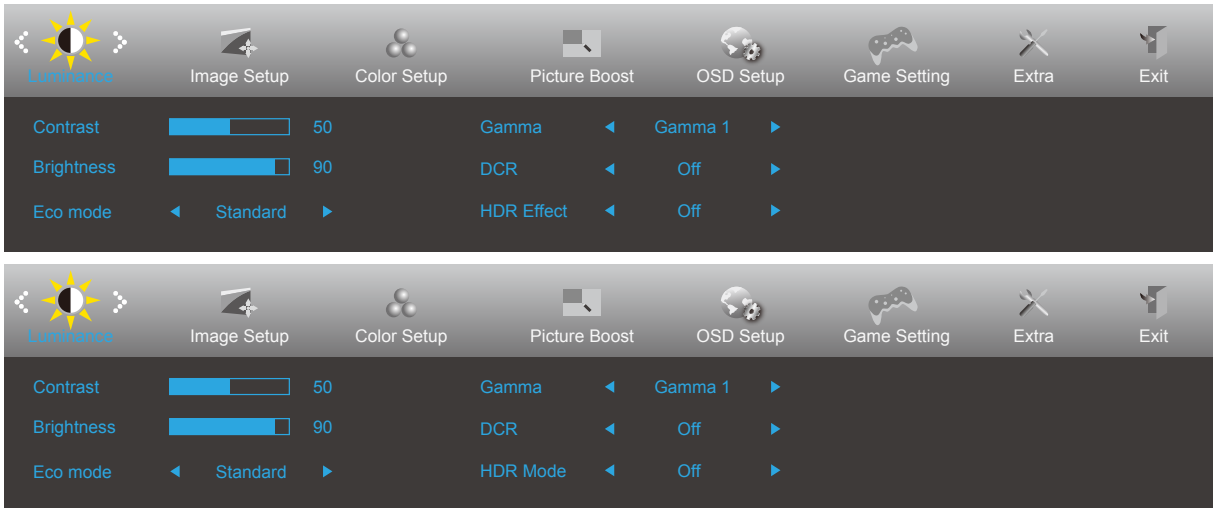 Luminance Image Setup Color Setup Picture Boost OSD Setup Game Setting Extra Exit
Contrast 50 Gamma Gamma 1
Brightness 90 DCR Off
Eco mode Standard HDR Effect Off
Luminance Image Setup Color Setup Picture Boost OSD Setup Game Setting Extra Exit
Contrast 50 Gamma Gamma 1
Brightness 90 DCR Off
Eco mode Standard HDR Mode Off